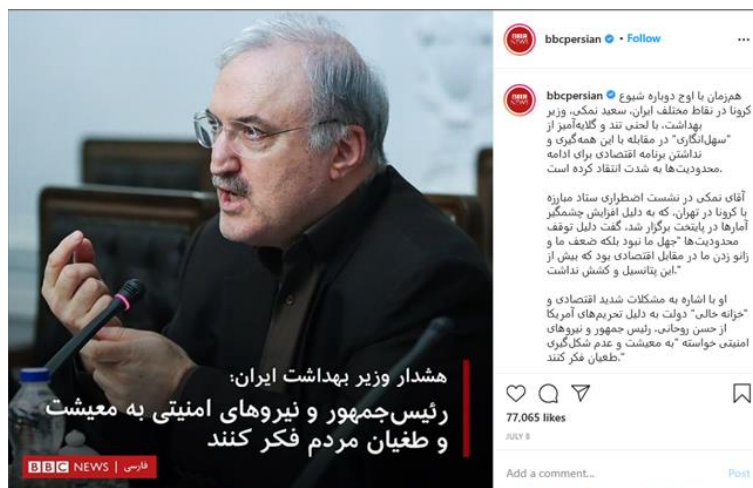 هشدار وزیر بهداشت ایران:
رئیس‌جمهور و نیروهای امنیتی به معیشت
و طغیان مردم فکر کنند
BBC NEWS | فارسی
bbcpersian • Follow
bbcpersian هم‌زمان با اوج دوباره شیوع
کرونا در نقاط مختلف ایران، سعید نمکی، وزیر
بهداشت، با لحنی تند و گلایه‌آمیز از
"سهل‌انگاری" در مقابله با این همه‌گیری و
نداشتن برنامه اقتصادی برای ادامه
محدودیت‌ها به شدت انتقاد کرده است.
آقای نمکی در نشست اضطراری ستاد مبارزه
با کرونا در تهران، که به دلیل افزایش چشمگیر
آمارها در پایتخت برگزار شد، گفت دلیل توقف
محدودیت‌ها "جهل ما نبود بلکه ضعف ما و
زانو زدن ما در مقابل اقتصادی بود که بیش از
این پتانسیل و کشش نداشت".
او با اشاره به مشکلات شدید اقتصادی و
"خزانه خالی" دولت به دلیل تحریم‌های آمریکا
از حسن روحانی، رئیس جمهور و نیروهای
امنیتی خواسته "به معیشت و عدم شکل‌گیری
طغیان فکر کنند".
77,065 likes
JULY 8
Add a comment...
Post